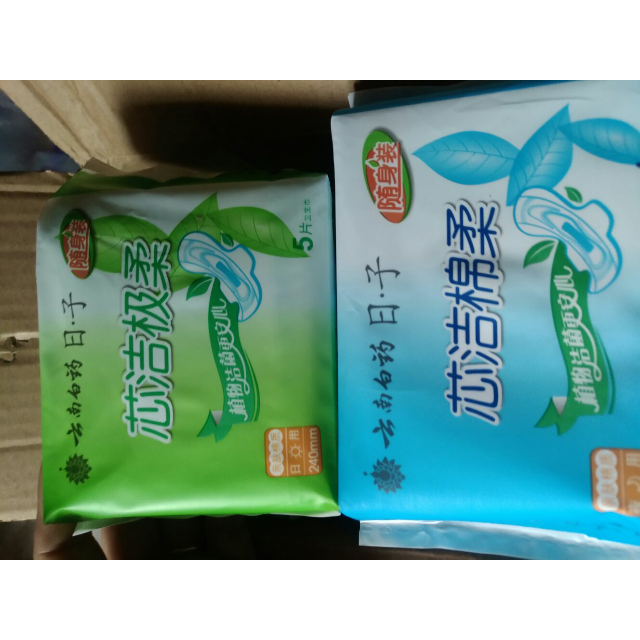 随身装
云南白药 日·子
芯洁极柔
植物洁菌更安心
5片
日用
240mm
随身装
云南白药 日·子
芯洁棉柔
植物洁菌更安心
用